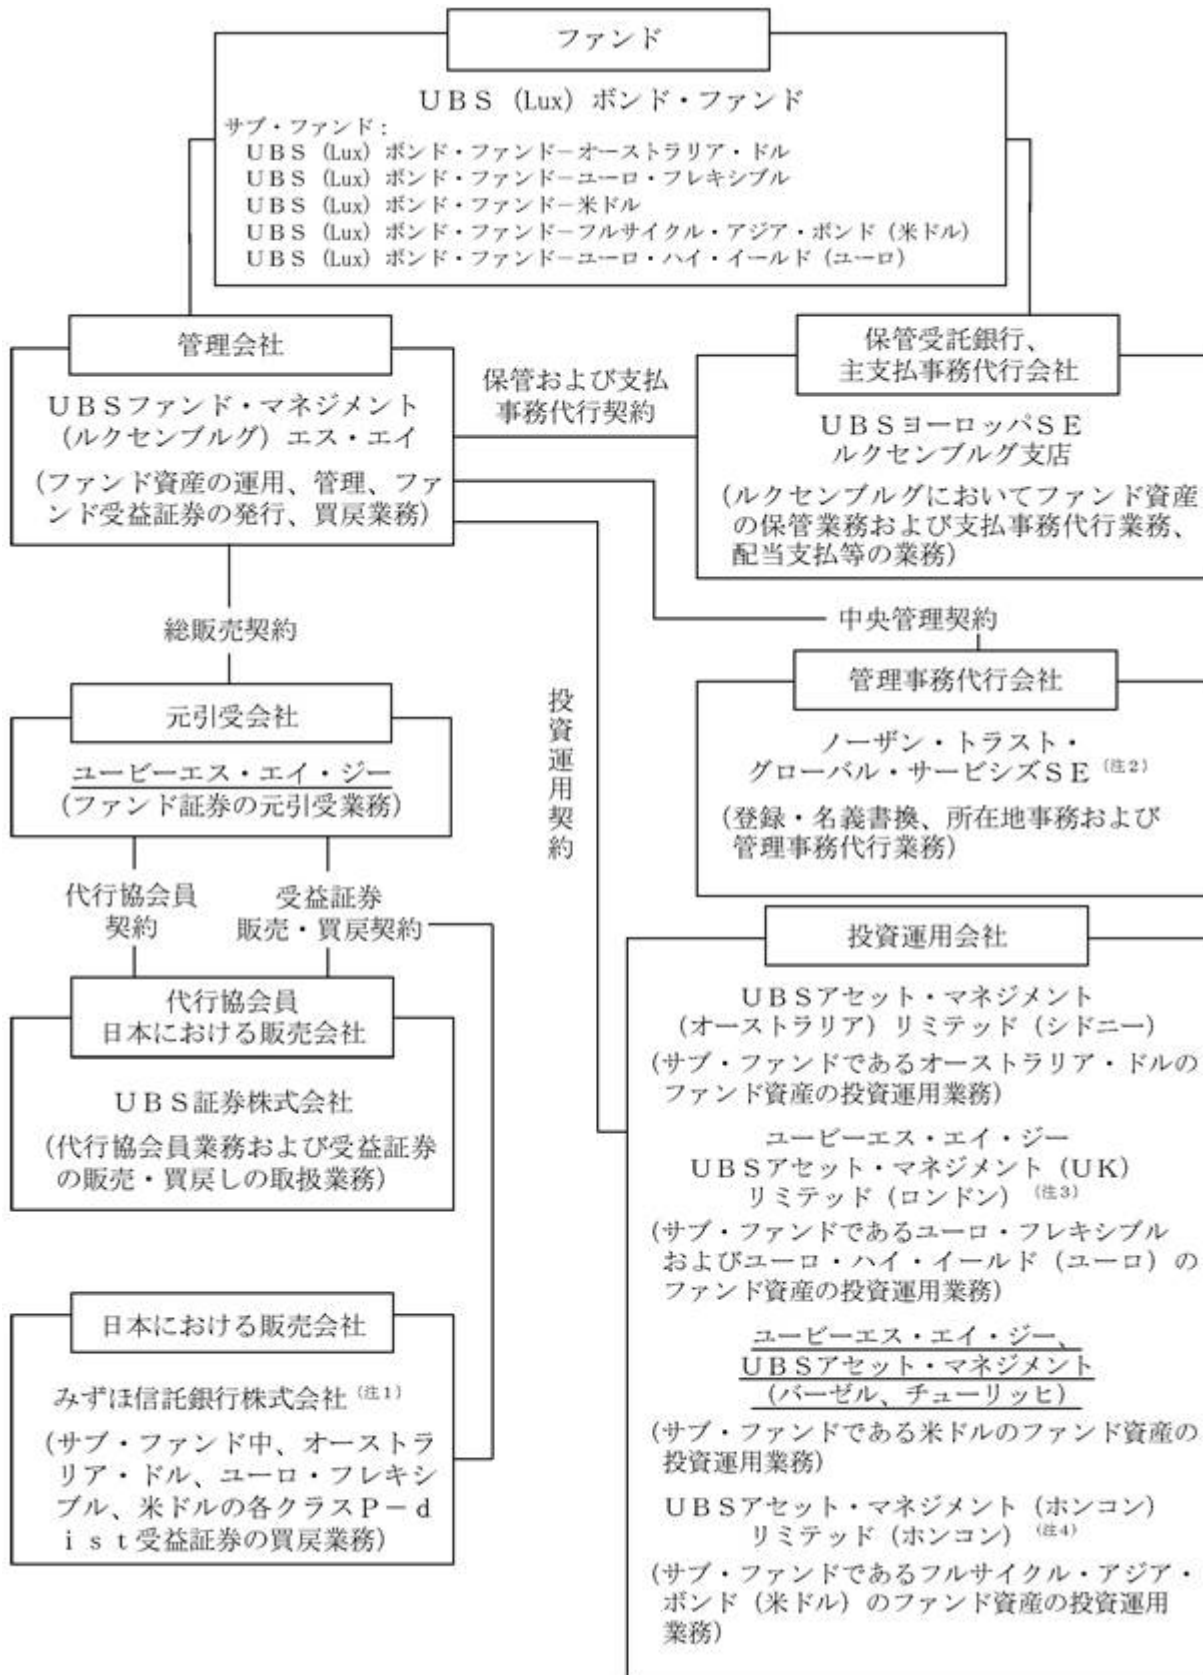 ファンド
UBS (Lux) ボンド・ファンド
サブ・ファンド:
UBS (Lux) ボンド・ファンド－オーストラリア・ドル
UBS (Lux) ボンド・ファンド－ユーロ・フレキシブル
UBS (Lux) ボンド・ファンド－米ドル
UBS (Lux) ボンド・ファンド－フルサイクル・アジア・ボンド (米ドル)
UBS (Lux) ボンド・ファンド－ユーロ・ハイ・イールド (ユーロ)
管理会社
UBSファンド・マネジメント
(ルクセンブルグ) エス・エイ
(ファンド資産の運用、管理、ファ
ンド受益証券の発行、買戻業務)
保管および支払
事務代行契約
保管受託銀行、
主支払事務代行会社
UBSヨーロッパSE
ルクセンブルグ支店
(ルクセンブルグにおいてファンド資産
の保管業務および支払事務代行業務、
配当支払等の業務)
総販売契約
中央管理契約
管理事務代行会社
ノーザン・トラスト・
グローバル・サービシズSE (注2)
(登録・名義書換、所在地事務および
管理事務代行業務)
投資運用契約
元引受会社
ユービーエス・エイ・ジー
(ファンド証券の元引受業務)
代行協会員
契約
受益証券
販売・買戻契約
代行協会員
日本における販売会社
UBS証券株式会社
(代行協会員業務および受益証券
の販売・買戻しの取扱業務)
日本における販売会社
みずほ信託銀行株式会社 (注1)
(サブ・ファンド中、オーストラ
リア・ドル、ユーロ・フレキシ
ブル、米ドルの各クラスP－d
ist受益証券の買戻業務)
投資運用会社
UBSアセット・マネジメント
(オーストラリア) リミテッド (シドニー)
(サブ・ファンドであるオーストラリア・ドルの
ファンド資産の投資運用業務)
ユービーエス・エイ・ジー
UBSアセット・マネジメント (UK)
リミテッド (ロンドン) (注3)
(サブ・ファンドであるユーロ・フレキシブル
およびユーロ・ハイ・イールド (ユーロ) の
ファンド資産の投資運用業務)
ユービーエス・エイ・ジー、
UBSアセット・マネジメント
(バーゼル、チューリッヒ)
(サブ・ファンドである米ドルのファンド資産の
投資運用業務)
UBSアセット・マネジメント (ホンコン)
リミテッド (ホンコン) (注4)
(サブ・ファンドであるフルサイクル・アジア・
ボンド (米ドル) のファンド資産の投資運用
業務)